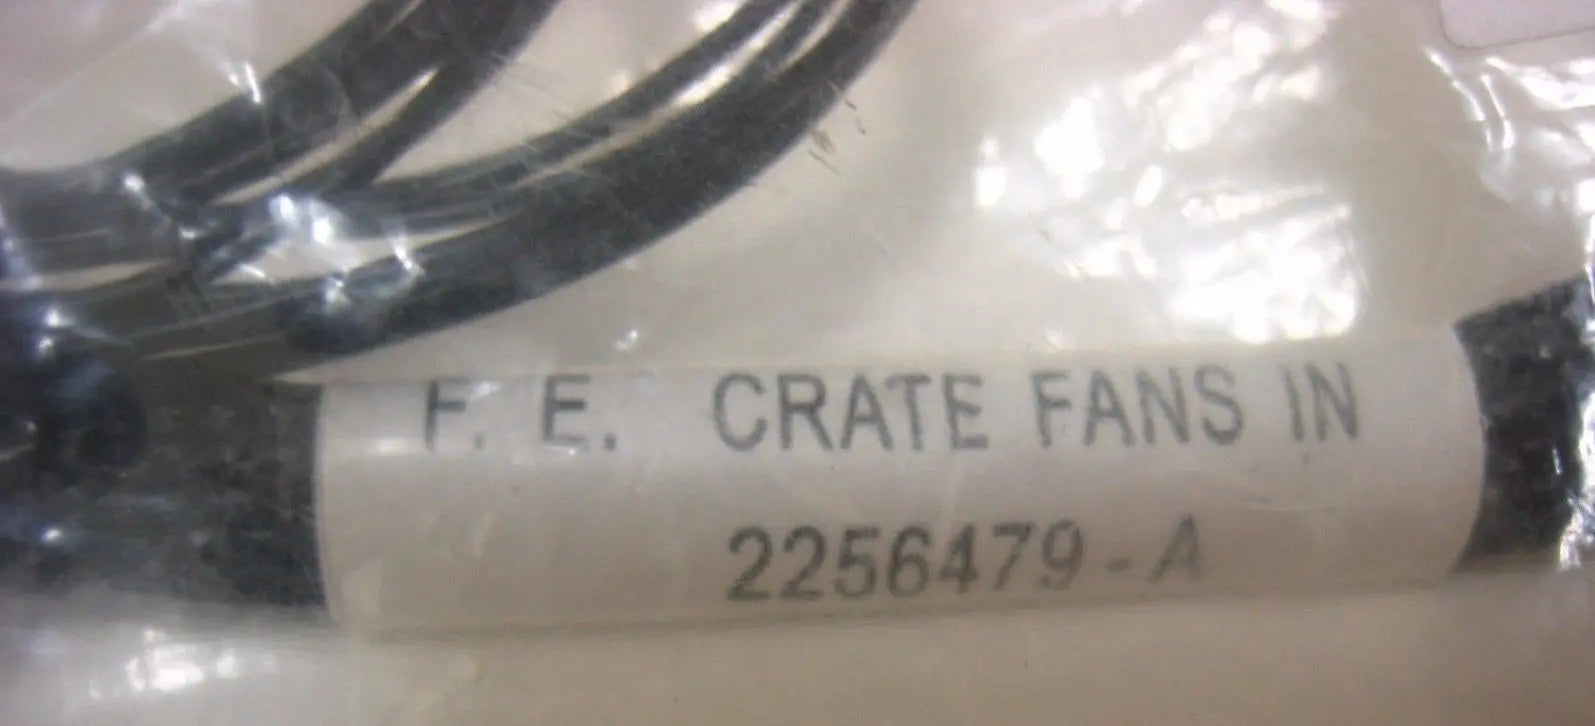 F. E. CRATE FANS IN
2256479-A